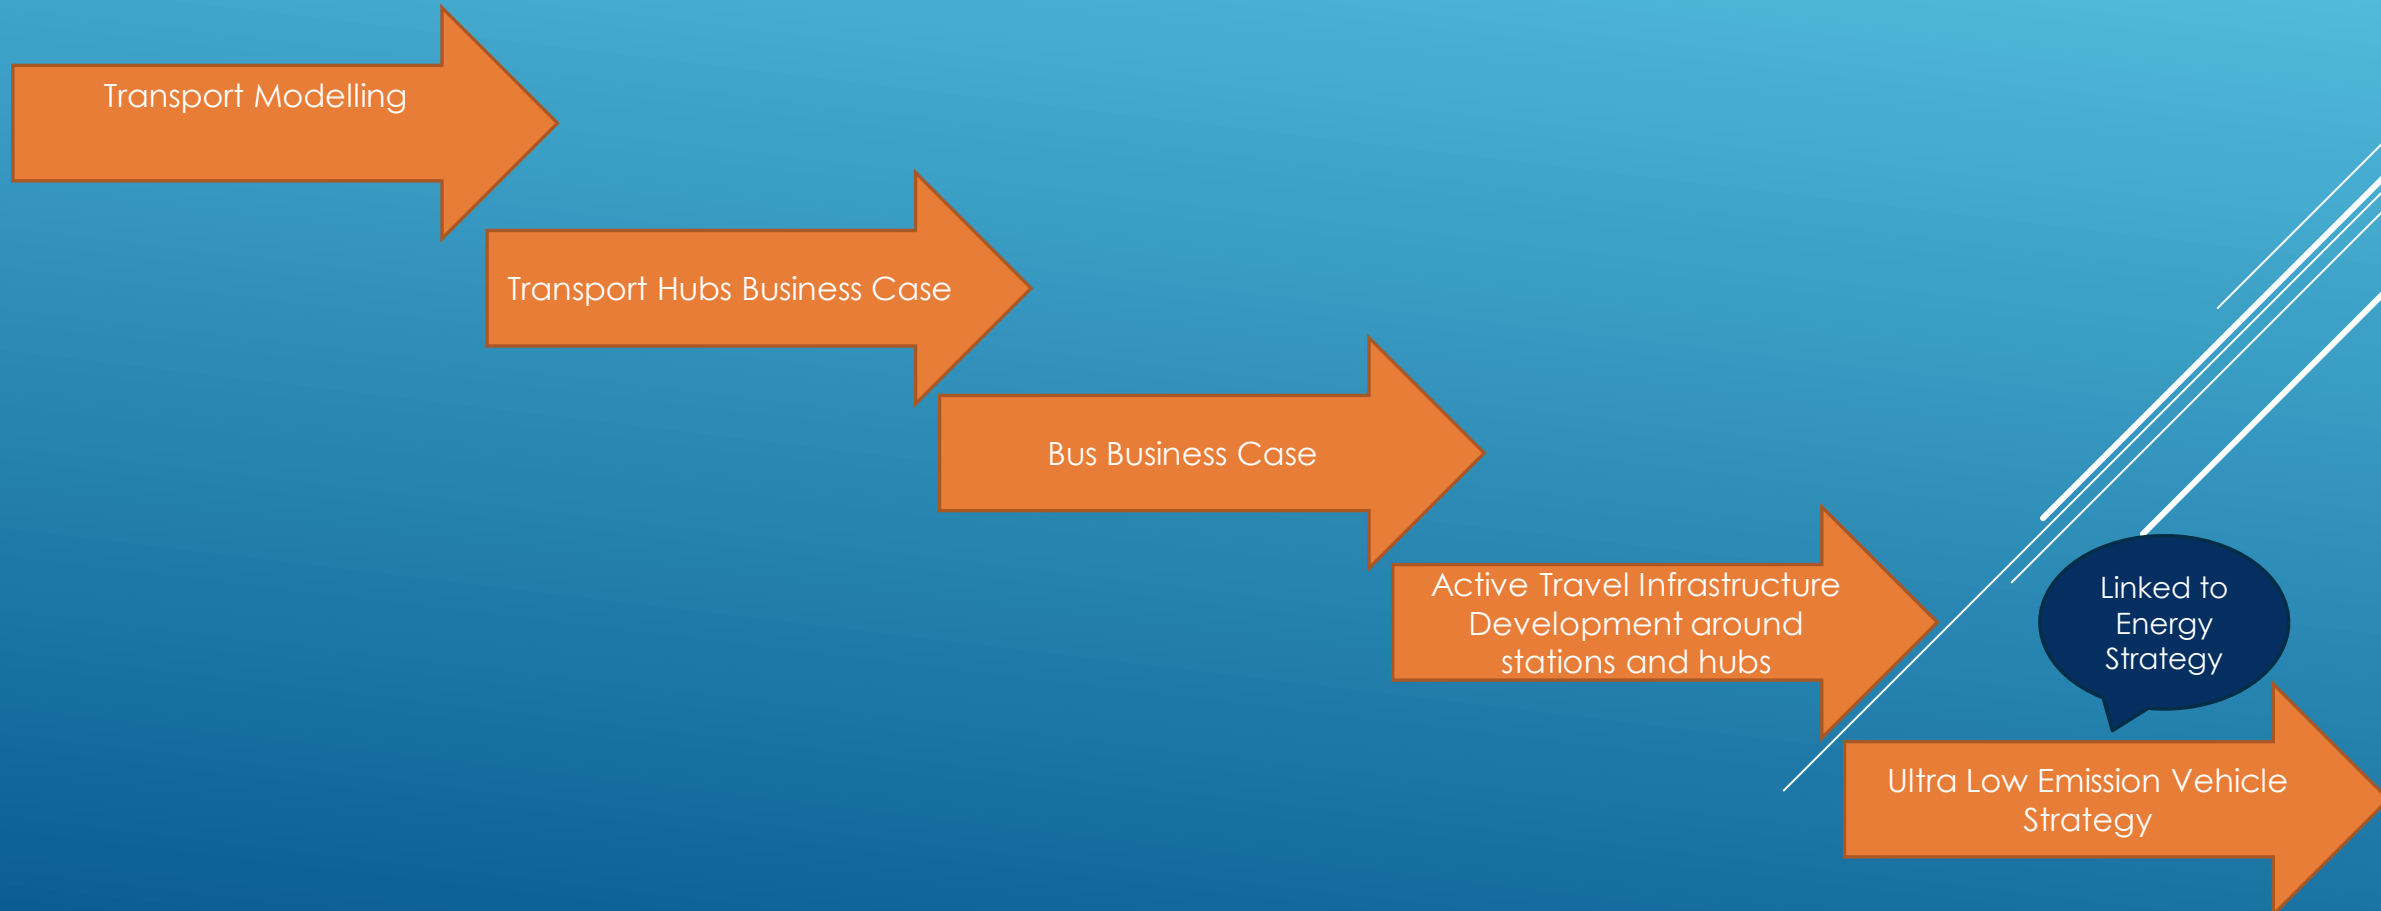 Transport Modelling
Transport Hubs Business Case
Bus Business Case
Active Travel Infrastructure
Development around
stations and hubs
Linked to
Energy
Strategy
Ultra Low Emission Vehicle
Strategy